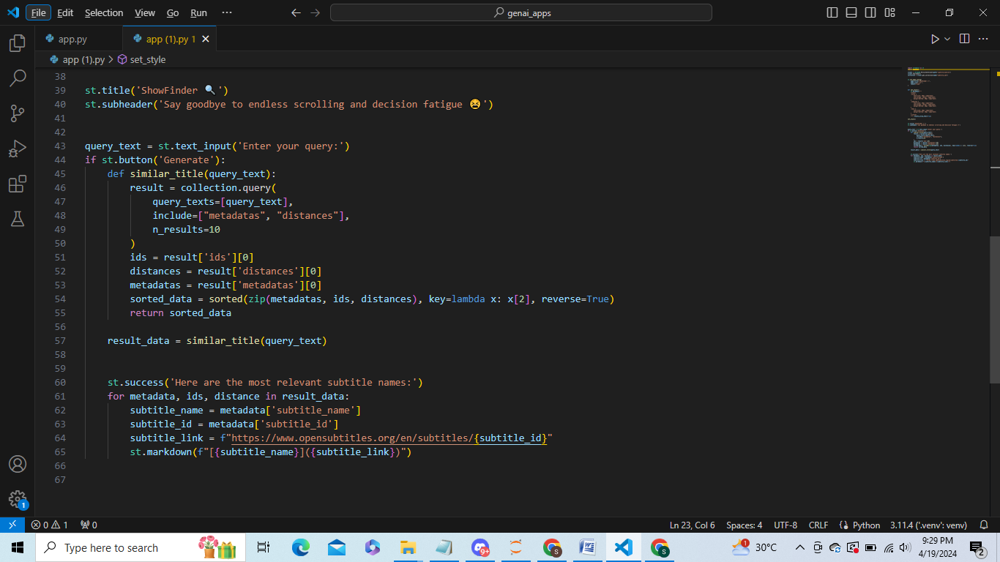 File Edit Selection View Go Run ··· genai_apps
app.py app (1).py 1
app (1).py > set_style
38
39 st.title('ShowFinder 🔍')
40 st.subheader('Say goodbye to endless scrolling and decision fatigue 😫')
41
42
43 query_text = st.text_input('Enter your query:')
44 if st.button('Generate'):
45     def similar_title(query_text):
46         result = collection.query(
47             query_texts=[query_text],
48             include=["metadatas", "distances"],
49             n_results=10
50         )
51         ids = result['ids'][0]
52         distances = result['distances'][0]
53         metadatas = result['metadatas'][0]
54         sorted_data = sorted(zip(metadatas, ids, distances), key=lambda x: x[2], reverse=True)
55         return sorted_data
56
57     result_data = similar_title(query_text)
58
59
60     st.success('Here are the most relevant subtitle names:')
61     for metadata, ids, distance in result_data:
62         subtitle_name = metadata['subtitle_name']
63         subtitle_id = metadata['subtitle_id']
64         subtitle_link = f"https://www.opensubtitles.org/en/subtitles/{subtitle_id}"
65         st.markdown(f"[{subtitle_name}]({subtitle_link})")
66
67
1
0 1 0 Ln 23, Col 6 Spaces: 4 UTF-8 CRLF Python 3.11.4 ('.venv': venv)
Type here to search 9+ S S 1 30°C 9:29 PM 2
4/19/2024